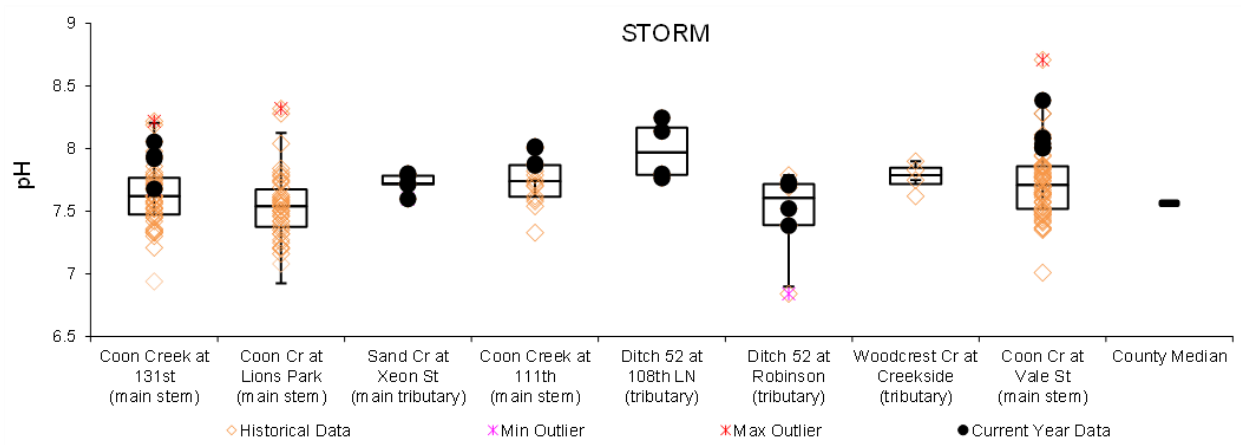 STORM
9
8.5
8
7.5
7
6.5
pH
Coon Creek at 131st (main stem)
Coon Cr at Lions Park (main stem)
Sand Cr at Xeon St (main tributary)
Coon Creek at 111th (main stem)
Ditch 52 at 108th LN (tributary)
Ditch 52 at Robinson (tributary)
Woodcrest Cr at Creekside (tributary)
Coon Cr at Vale St (main stem)
County Median
Historical Data
Min Outlier
Max Outlier
Current Year Data